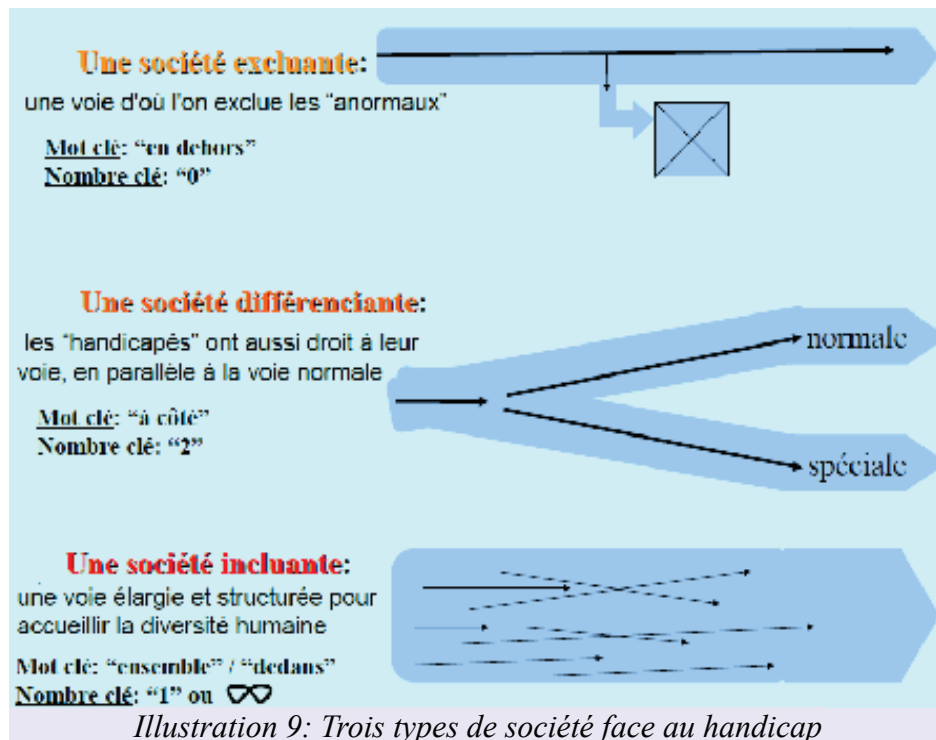 Une société excluante:
une voie d'où l'on exclue les "anormaux"
Mot clé: "en dehors"
Nombre clé: "0"
Une société différenciante:
les "handicapés" ont aussi droit à leur
voie, en parallèle à la voie normale
Mot clé: "à côté"
Nombre clé: "2"
normale
spéciale
Une société incluante:
une voie élargie et structurée pour
accueillir la diversité humaine
Mot clé: "ensemble" / "dedans"
Nombre clé: "1" ou ∞
Illustration 9: Trois types de société face au handicap